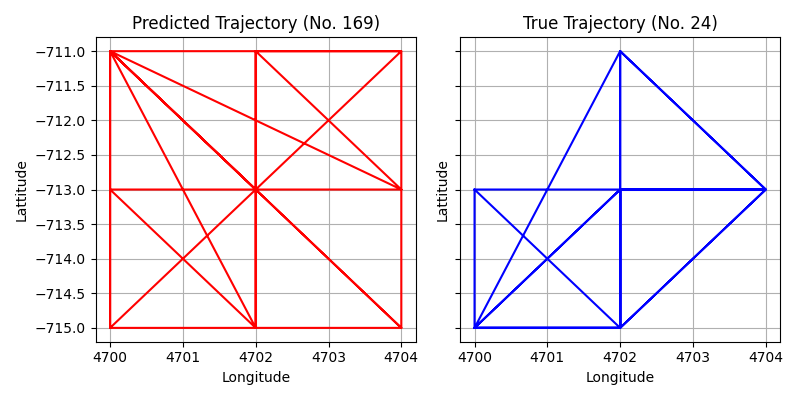 Predicted Trajectory (No. 169)
True Trajectory (No. 24)
−711.0
−711.5
−712.0
−712.5
−713.0
−713.5
−714.0
−714.5
−715.0
Lattitude
Lattitude
4700 4701 4702 4703 4704
4700 4701 4702 4703 4704
Longitude
Longitude